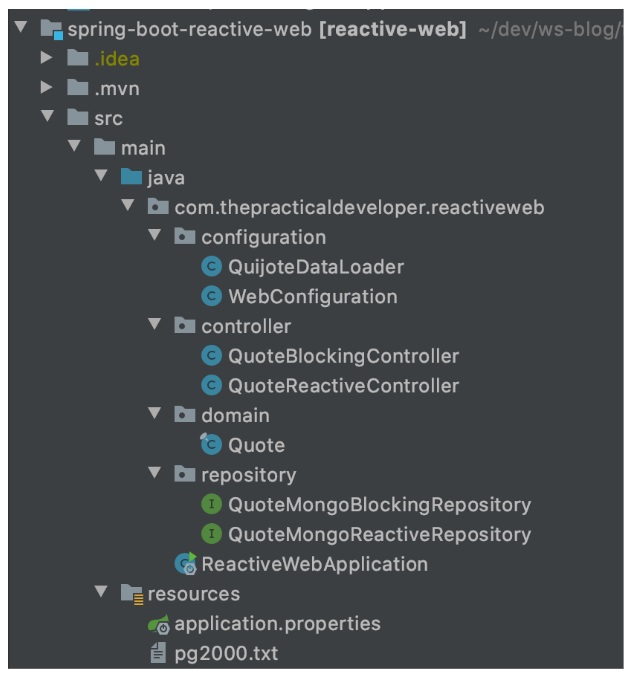 spring-boot-reactive-web [reactive-web] ~/dev/ws-blog/
.idea
.mvn
src
main
java
com.thepracticaldeveloper.reactiveweb
configuration
C QuijoteDataLoader
C WebConfiguration
controller
C QuoteBlockingController
C QuoteReactiveController
domain
C Quote
repository
I QuoteMongoBlockingRepository
I QuoteMongoReactiveRepository
ReactiveWebApplication
resources
application.properties
pg2000.txt